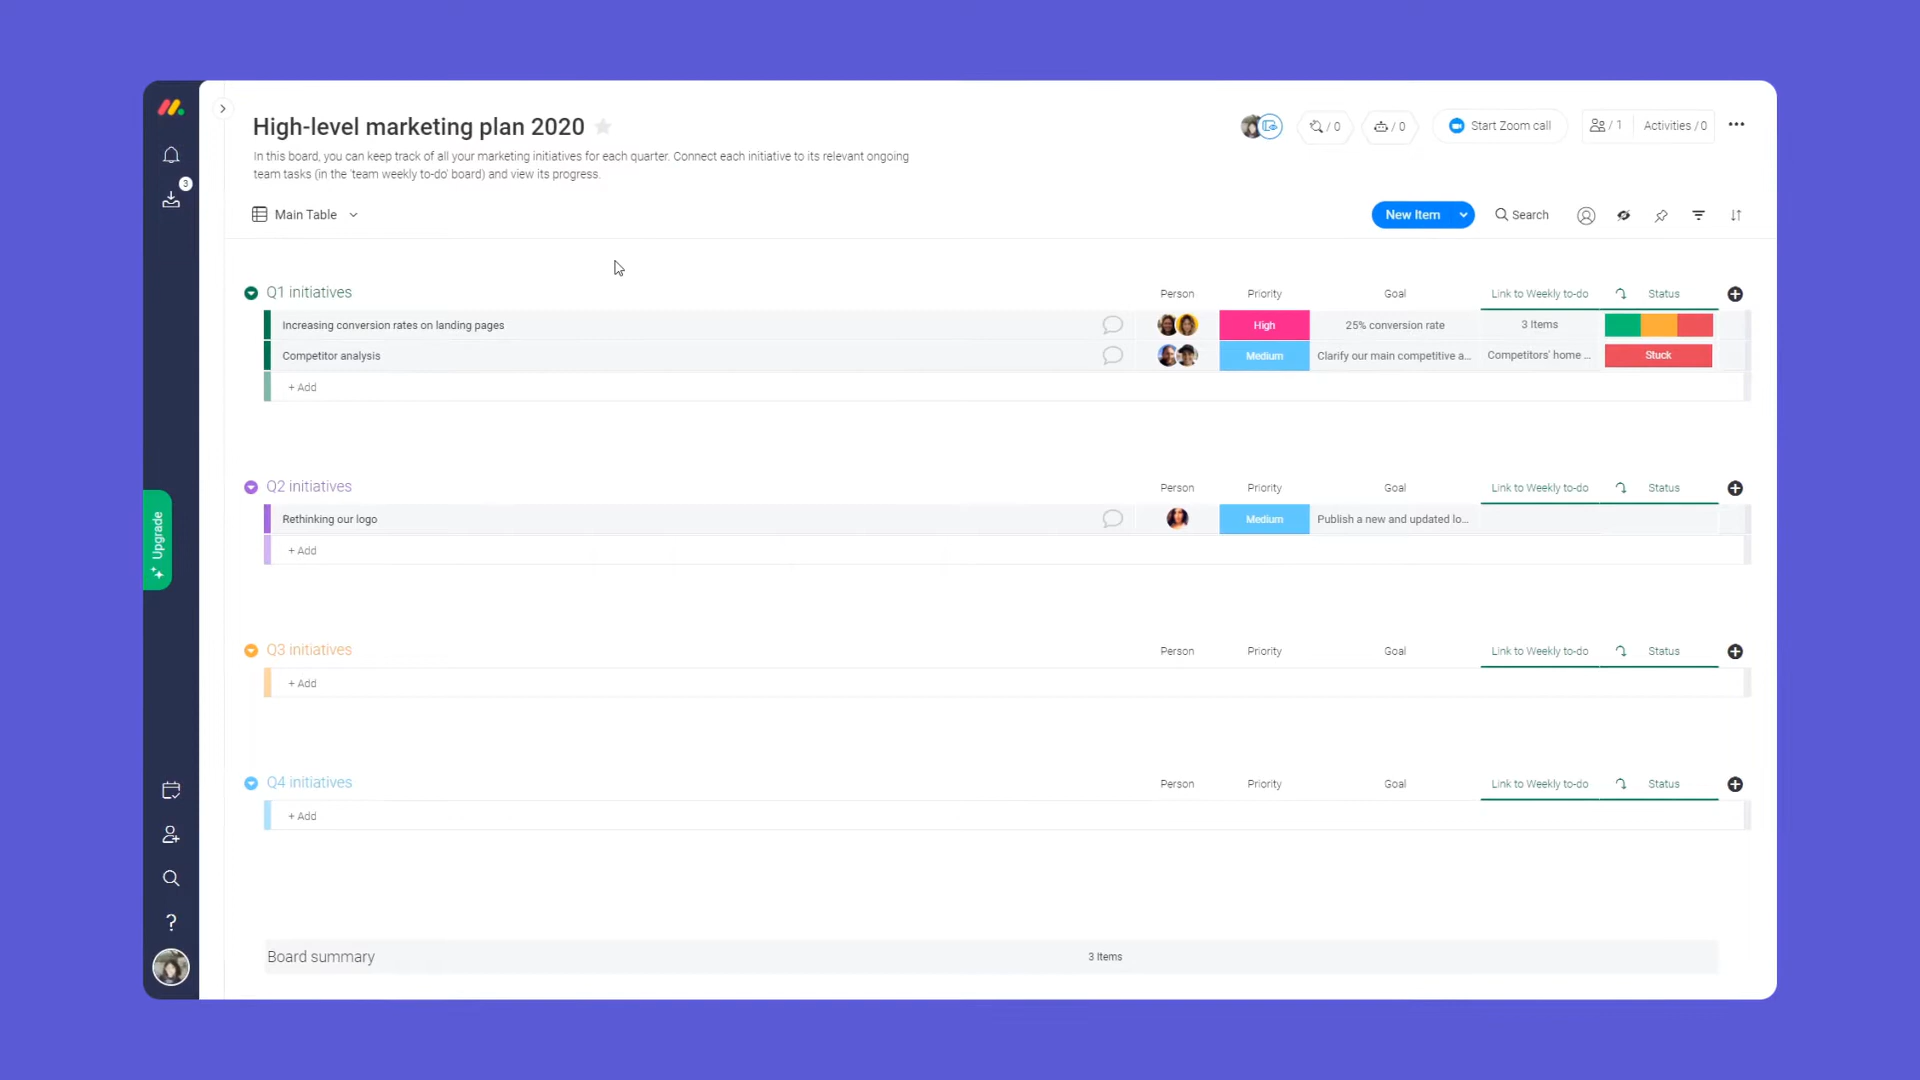 High-level marketing plan 2020
/ 0
/ 0
Start Zoom call
/ 1
Activities / 0
In this board, you can keep track of all your marketing initiatives for each quarter. Connect each initiative to its relevant ongoing
team tasks (in the 'team weekly to-do' board) and view its progress.
3
Main Table
New Item
Search
Q1 initiatives
Person
Priority
Goal
Link to Weekly to-do
Status
Increasing conversion rates on landing pages
High
25% conversion rate
3 Items
Competitor analysis
Medium
Clarify our main competitive a...
Competitors' home ...
Stuck
+ Add
Q2 initiatives
Person
Priority
Goal
Link to Weekly to-do
Status
Rethinking our logo
Medium
Publish a new and updated lo...
+ Add
Upgrade
Q3 initiatives
Person
Priority
Goal
Link to Weekly to-do
Status
+ Add
Q4 initiatives
Person
Priority
Goal
Link to Weekly to-do
Status
+ Add
Board summary
3 Items